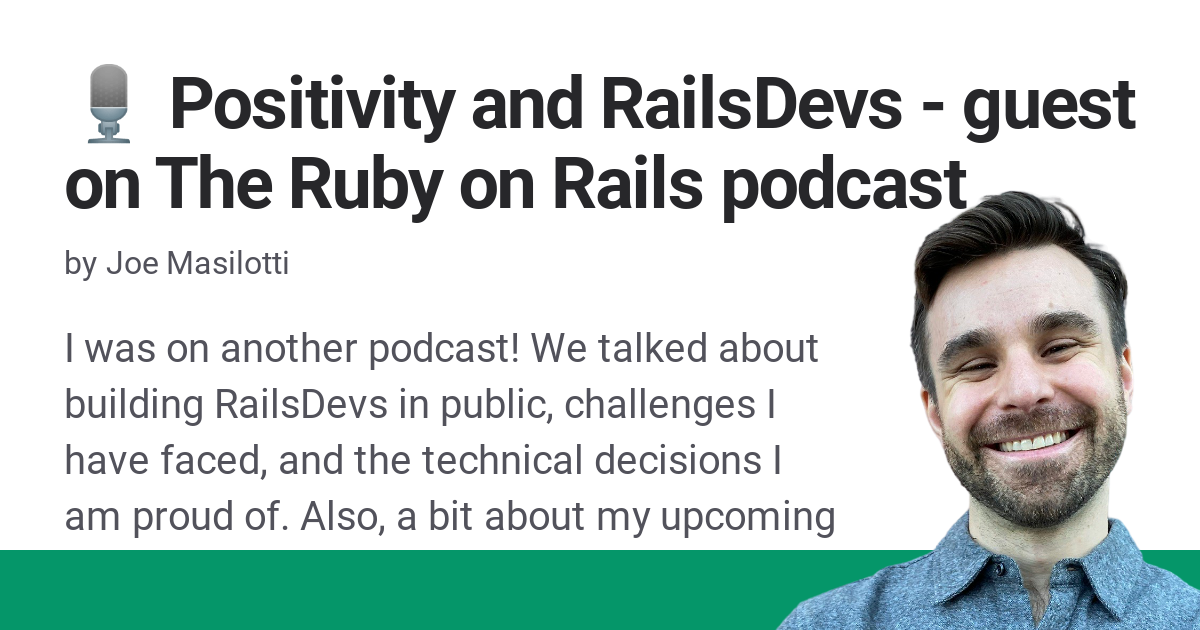 🎙️ Positivity and RailsDevs - guest
on The Ruby on Rails podcast
by Joe Masilotti
I was on another podcast! We talked about
building RailsDevs in public, challenges I
have faced, and the technical decisions I
am proud of. Also, a bit about my upcoming